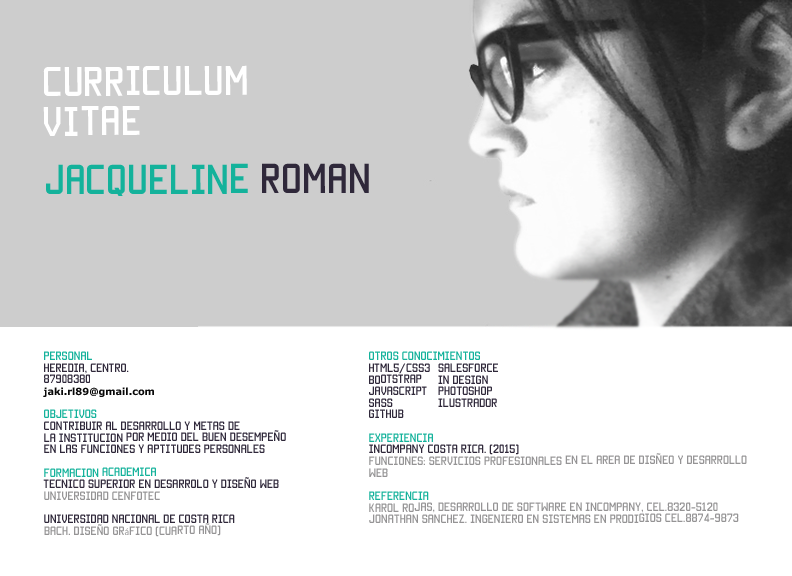 CURRICULUM
VITAE
JACQUELINE ROMAN
PERSONAL
HEREDIA, CENTRO.
87908380
jaki.rl89@gmail.com
OBJETIVOS
CONTRIBUIR AL DESARROLLO Y METAS DE
LA INSTITUCION POR MEDIO DEL BUEN DESEMPEÑO
EN LAS FUNCIONES Y APTITUDES PERSONALES
FORMACION ACADEMICA
TECNICO SUPERIOR EN DESARROLO Y DISEÑO WEB
UNIVERSIDAD CENFOTEC
UNIVERSIDAD NACIONAL DE COSTA RICA
BACH. DISEÑO GRáFICO (CUARTO AÑO)
OTROS CONOCIMIENTOS
HTML5/CSS3 SALESFORCE
BOOTSTRAP IN DESIGN
JAVASCRIPT PHOTOSHOP
SASS ILUSTRADOR
GITHUB
EXPERIENCIA
INCOMPANY COSTA RICA. (2015)
FUNCIONES: SERVICIOS PROFESIONALES EN EL AREA DE DISÑEO Y DESARROLLO
WEB
REFERENCIA
KAROL ROJAS, DESARROLLO DE SOFTWARE EN INCOMPANY, CEL.8320-5120
JONATHAN SANCHEZ. INGENIERO EN SISTEMAS EN PRODIGIOS CEL.8874-9873